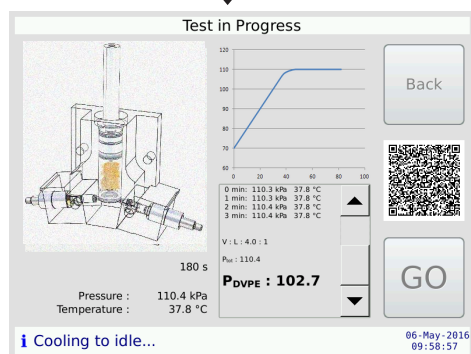 Test in Progress
120
110
100
90
80
70
60
0 20 40 60 80 100
Back
0 min: 110.3 kPa 37.8 °C
1 min: 110.3 kPa 37.8 °C
2 min: 110.4 kPa 37.8 °C
3 min: 110.4 kPa 37.8 °C
V : L : 4.0 : 1
Ptot : 110.4
PDVPE : 102.7
180 s
Pressure : 110.4 kPa
Temperature : 37.8 °C
GO
i Cooling to idle...
06-May-2016
09:58:57